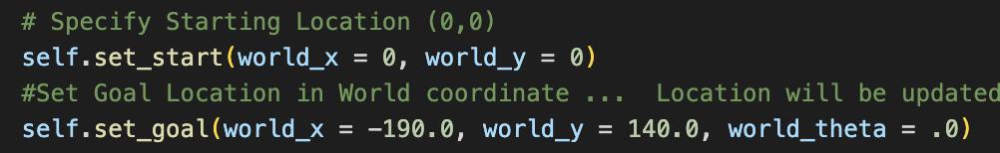 # Specify Starting Location (0,0)
self.set_start(world_x = 0, world_y = 0)
#Set Goal Location in World coordinate ...  Location will be updated
self.set_goal(world_x = -190.0, world_y = 140.0, world_theta = .0)